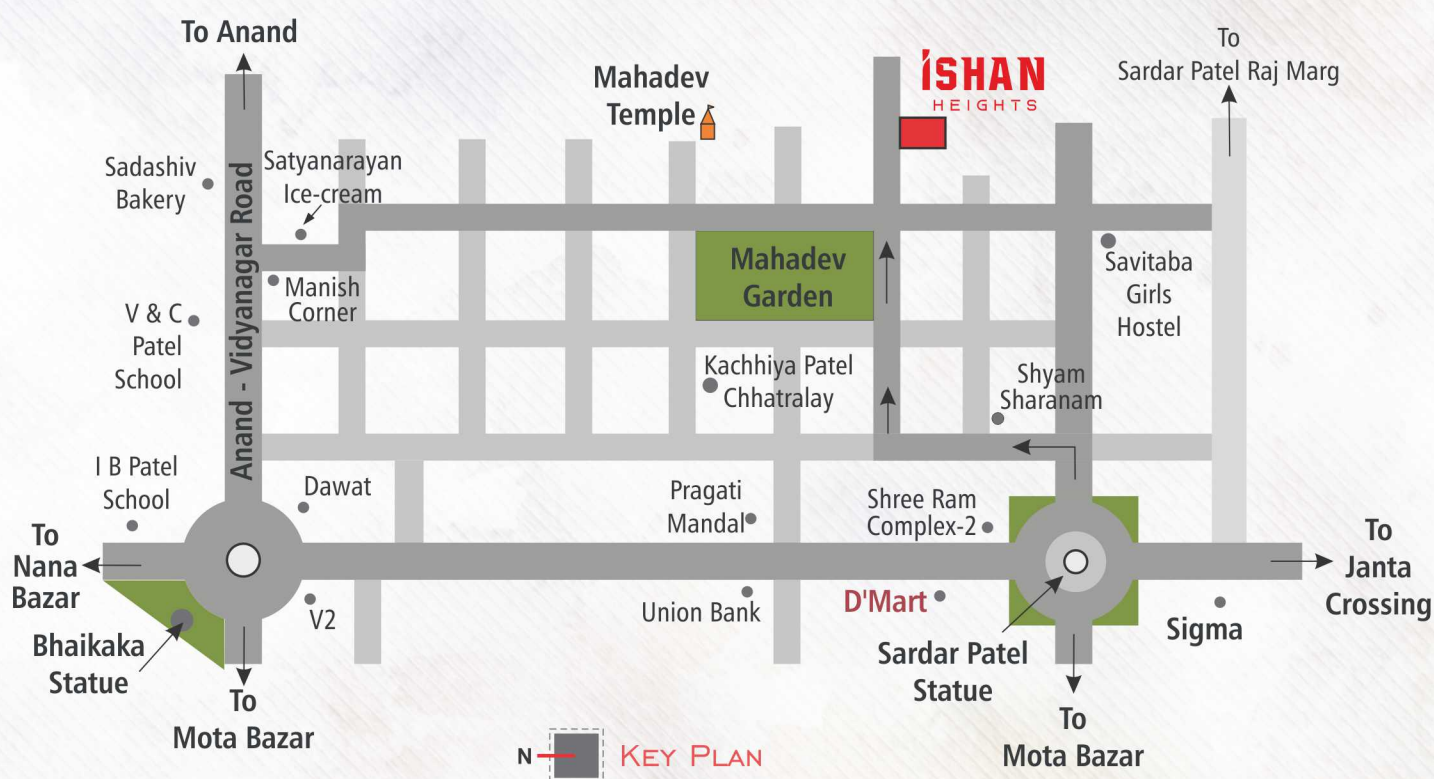 To Anand
To
Sardar Patel Raj Marg
ISHAN
HEIGHTS
Mahadev
Temple
Sadashiv
Bakery
Satyanarayan
Ice-cream
Anand - Vidyanagar Road
Manish
Corner
Mahadev
Garden
Savitaba
Girls
Hostel
V & C
Patel
School
Kachhiya Patel
Chhatralay
Shyam
Sharanam
I B Patel
School
Dawat
Pragati
Mandal
Shree Ram
Complex-2
To
Nana
Bazar
To
Janta
Crossing
V2
Union Bank
D'Mart
Sigma
Bhaikaka
Statue
Sardar Patel
Statue
To
Mota Bazar
To
Mota Bazar
N
KEY PLAN